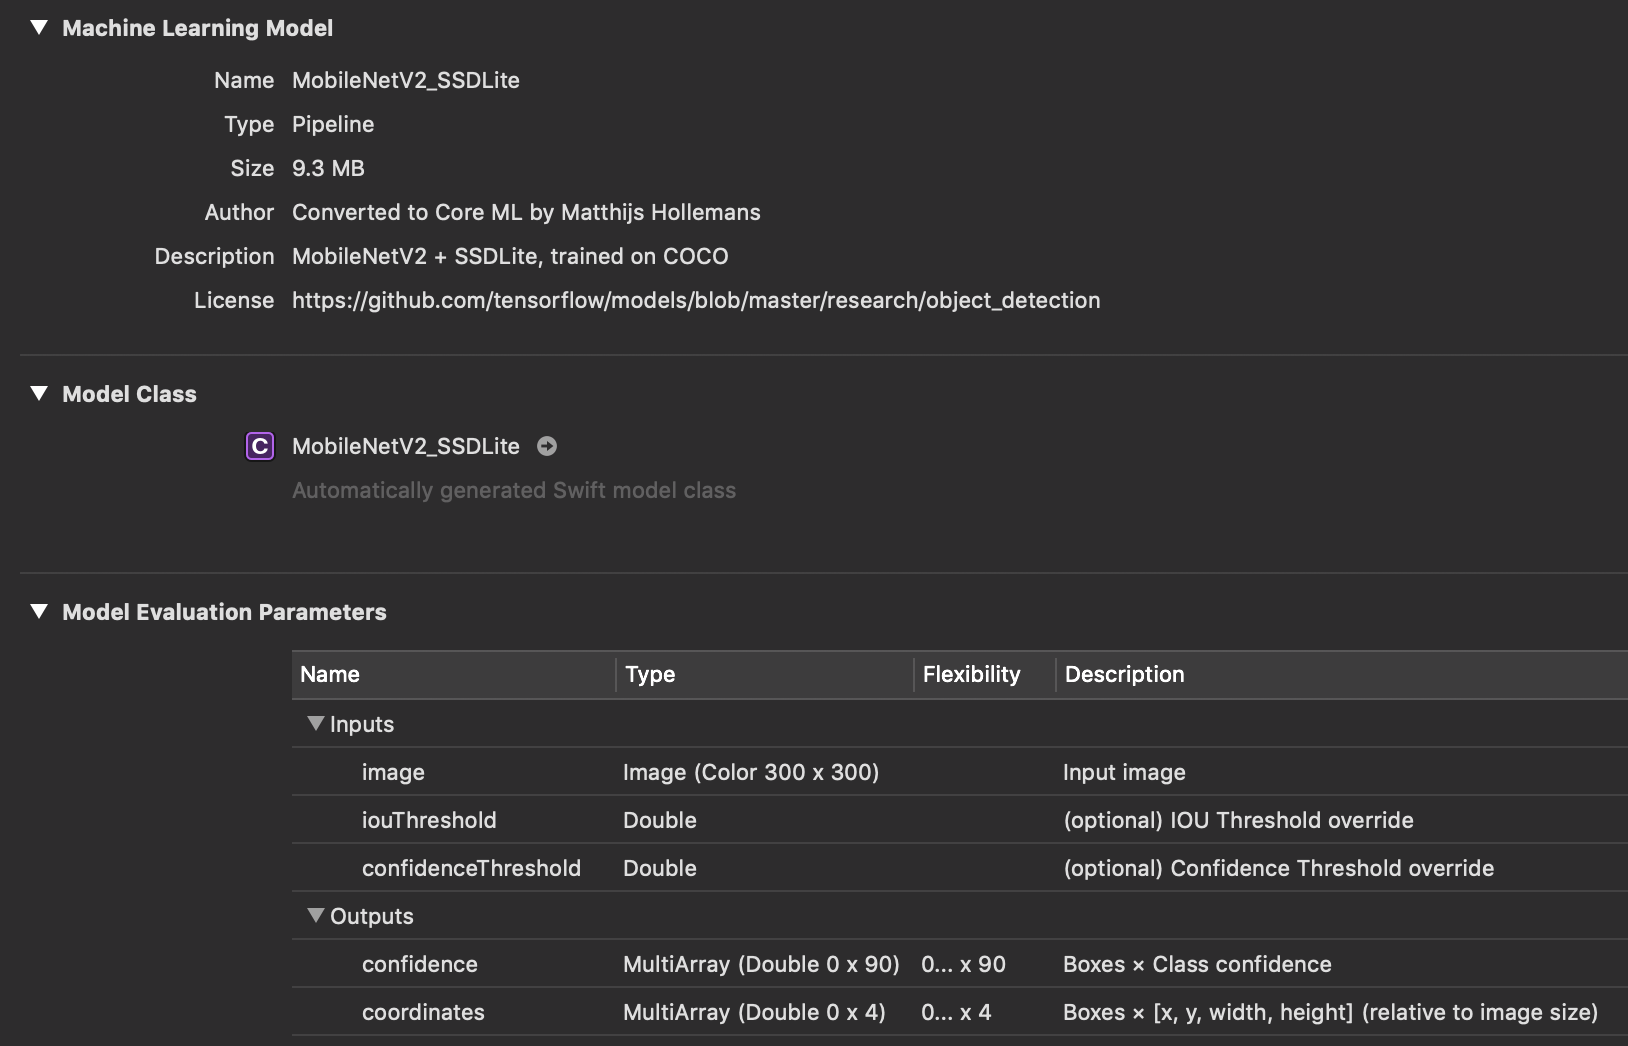 Machine Learning Model
Name MobileNetV2_SSDLite
Type Pipeline
Size 9.3 MB
Author Converted to Core ML by Matthijs Hollemans
Description MobileNetV2 + SSDLite, trained on COCO
License https://github.com/tensorflow/models/blob/master/research/object_detection
Model Class
C MobileNetV2_SSDLite
Automatically generated Swift model class
Model Evaluation Parameters
Name Type Flexibility Description
Inputs
image Image (Color 300 x 300) Input image
iouThreshold Double (optional) IOU Threshold override
confidenceThreshold Double (optional) Confidence Threshold override
Outputs
confidence MultiArray (Double 0 x 90) 0... x 90 Boxes × Class confidence
coordinates MultiArray (Double 0 x 4) 0... x 4 Boxes × [x, y, width, height] (relative to image size)